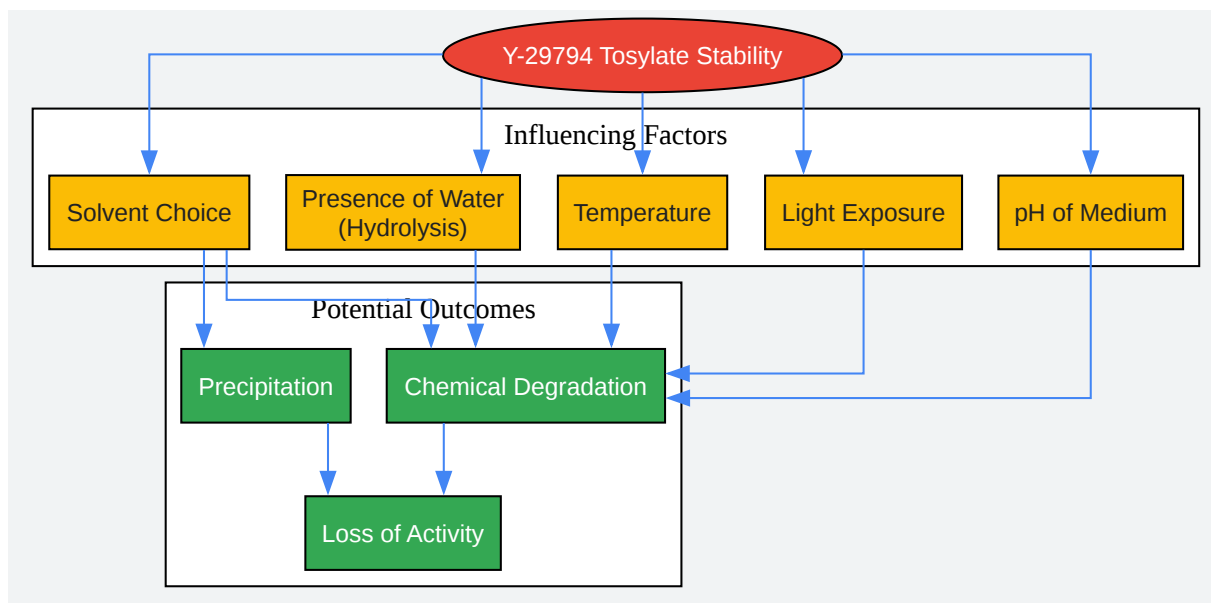 Y-29794 Tosylate Stability
Influencing Factors
Solvent Choice
Presence of Water
(Hydrolysis)
Temperature
Light Exposure
pH of Medium
Potential Outcomes
Precipitation
Chemical Degradation
Loss of Activity